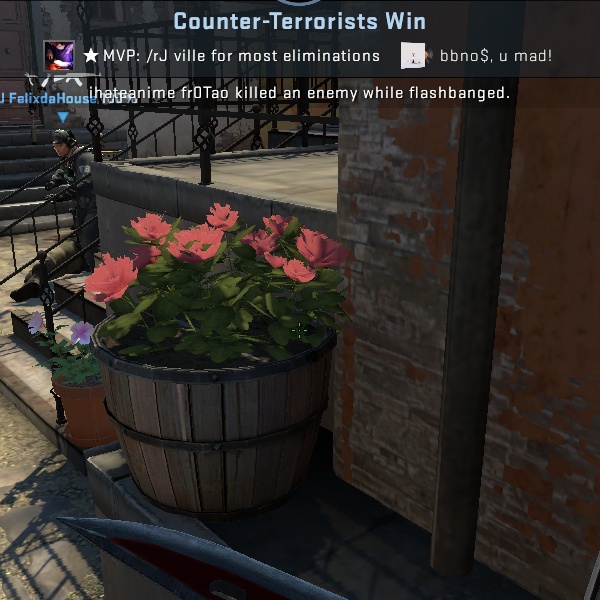 Counter-Terrorists Win
★ MVP: /rJ ville for most eliminations bbno$, u mad!
ihateanime fr0Tao killed an enemy while flashbanged.
J FelixdaHouse 100%